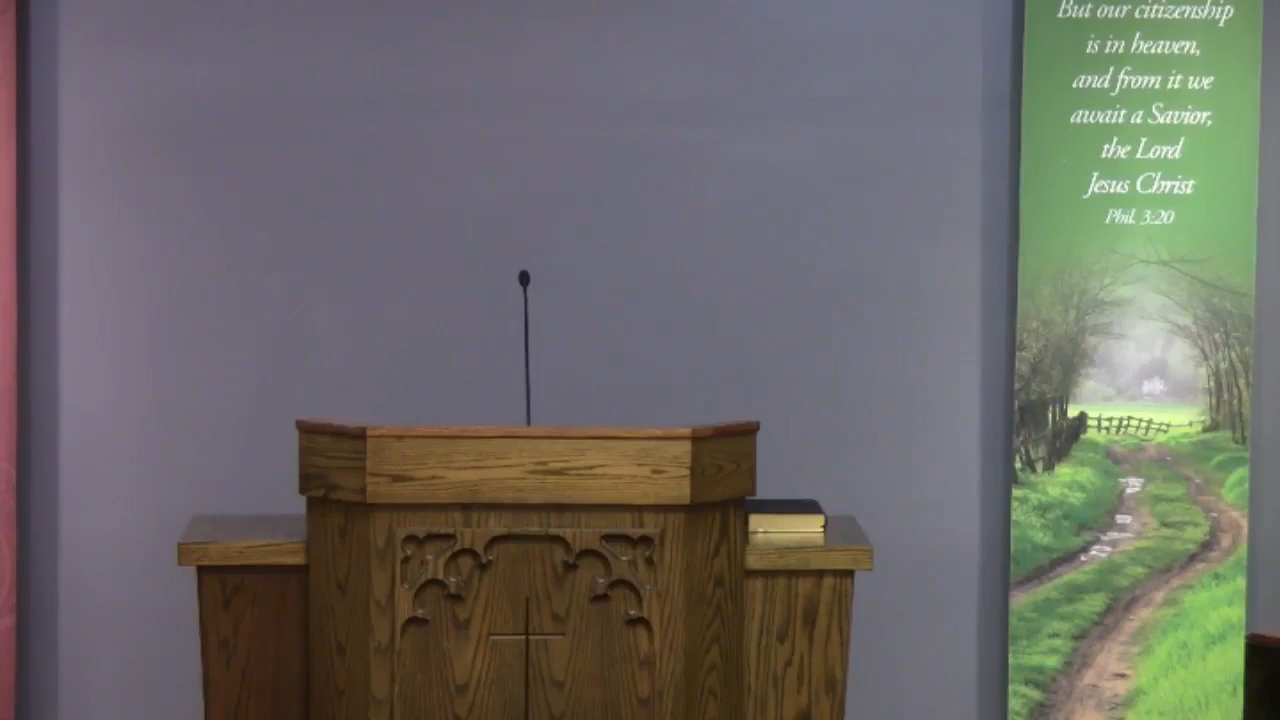 But our citizenship
is in heaven,
and from it we
await a Savior,
the Lord
Jesus Christ
Phil. 3:20